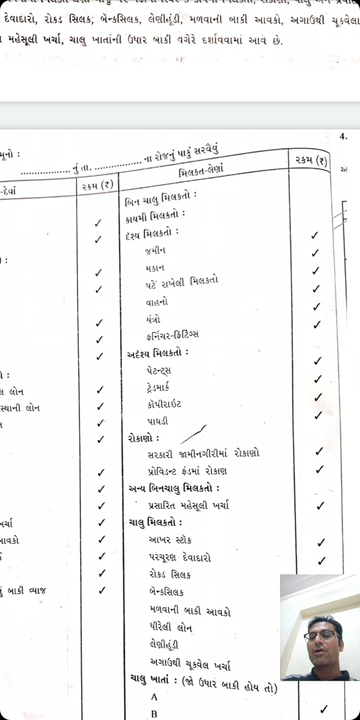 દેવાદારો, રોકડ સિલક, બેન્કસિલક, લેણીહૂંડી, મળવાની બાકી આવકો, અગાઉથી ચૂકવેલા
મહેસૂલી ખર્ચા, ચાલુ ખાતાંની ઉધાર બાકી વગેરે દર્શાવવામાં આવે છે.
4.
મૂનો :
.................. નું તા. .................. ના રોજનું પાકું સરવૈયું
-દેવાં
રકમ (₹)
મિલકત-લેણાં
રકમ (₹)
બિન ચાલુ મિલકતો :
કાયમી મિલકતો :
દૃશ્ય મિલકતો :
જમીન
મકાન
પટે રાખેલી મિલકતો
વાહનો
યંત્રો
ફર્નિચર-ફિટિંગ્સ
અદૃશ્ય મિલકતો :
પેટન્ટ્સ
લોન
ટ્રેડમાર્ક
સ્થાની લોન
કૉપીરાઇટ
પાઘડી
રોકાણો :
સરકારી જામીનગીરીમાં રોકાણો
પ્રોવિડન્ટ ફંડમાં રોકાણ
અન્ય બિનચાલુ મિલકતો :
પ્રસારિત મહેસૂલી ખર્ચા
ખર્ચા
ચાલુ મિલકતો :
આવકો
આખર સ્ટોક
પરચૂરણ દેવાદારો
રોકડ સિલક
બાકી વ્યાજ
બેન્કસિલક
મળવાની બાકી આવકો
ધીરેલી લોન
લેણીહૂંડી
અગાઉથી ચૂકવેલ ખર્ચા
ચાલુ ખાતાં : (જો ઉધાર બાકી હોય તો)
A
B